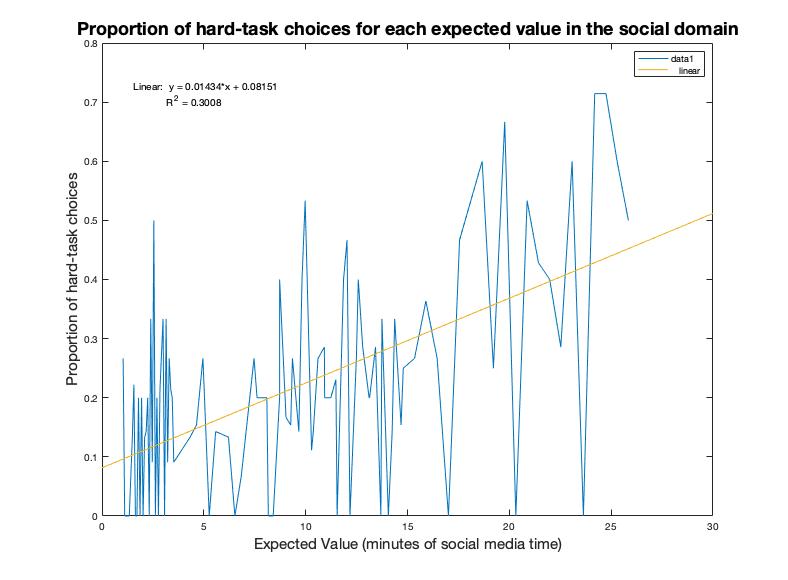 Proportion of hard-task choices for each expected value in the social domain
data1
linear
Linear: y = 0.01434*x + 0.08151
R² = 0.3008
Proportion of hard-task choices
0.8
0.7
0.6
0.5
0.4
0.3
0.2
0.1
0
0 5 10 15 20 25 30
Expected Value (minutes of social media time)